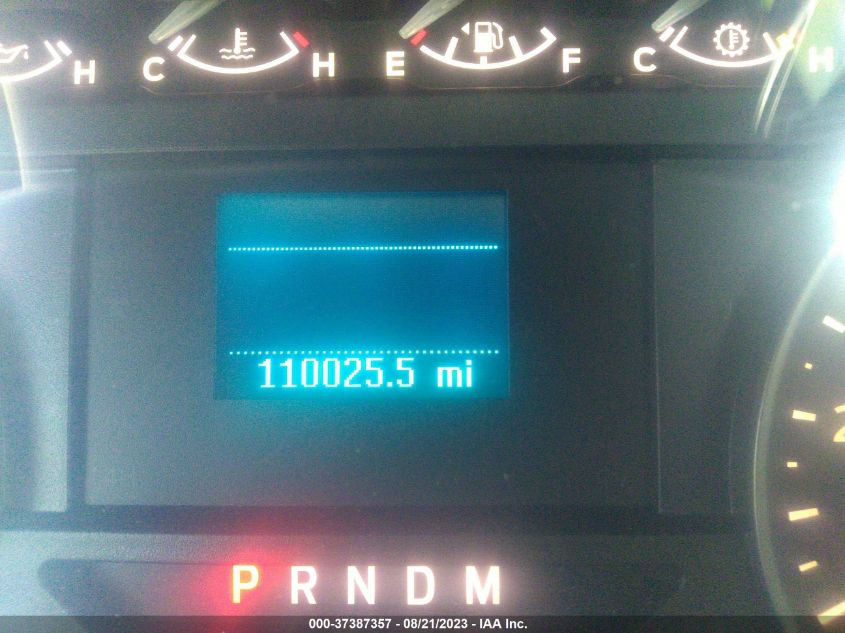 H C H E F C H
110025.5 mi
P R N D M
000-37387357 - 08/21/2023 - IAA Inc.